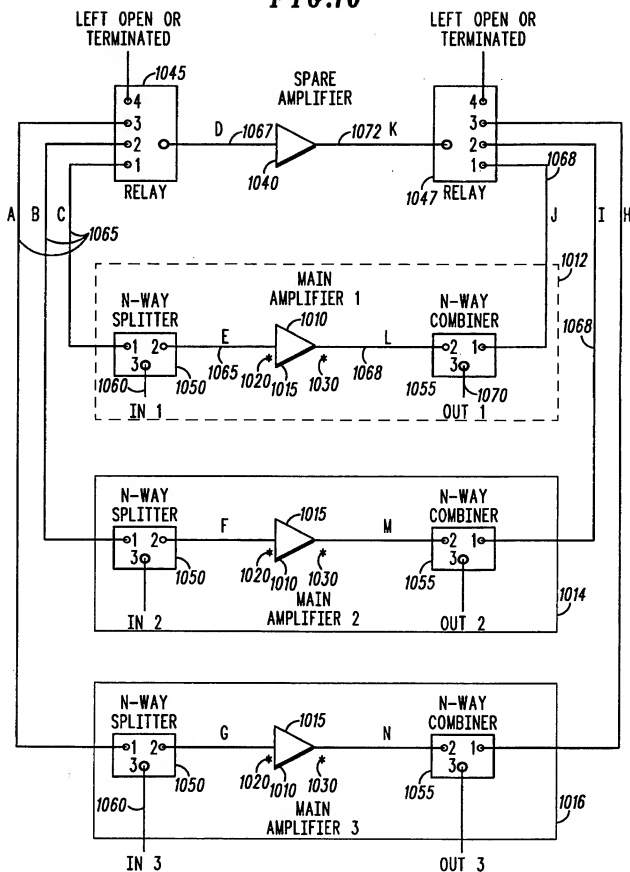 FIG.10
LEFT OPEN OR
TERMINATED
LEFT OPEN OR
TERMINATED
1045
SPARE
AMPLIFIER
4
3
2
1
D
1067
1072
K
4
3
2
1
1040
RELAY
1047
RELAY
1068
A
B
C
1065
J
I
H
1012
MAIN
AMPLIFIER 1
N-WAY
SPLITTER
1010
N-WAY
COMBINER
1 2
3
E
L
2 1
3
1068
1060
1050
1065
1020
*
1015
*
1030
1068
1055
1070
IN 1
OUT 1
N-WAY
SPLITTER
1015
N-WAY
COMBINER
1 2
3
F
M
2 1
3
1050
1020
*
1010
*
1030
1055
MAIN
AMPLIFIER 2
1014
IN 2
OUT 2
N-WAY
SPLITTER
1015
N-WAY
COMBINER
1 2
3
G
N
2 1
3
1060
1050
1020
*
1010
*
1030
1055
MAIN
AMPLIFIER 3
1016
IN 3
OUT 3